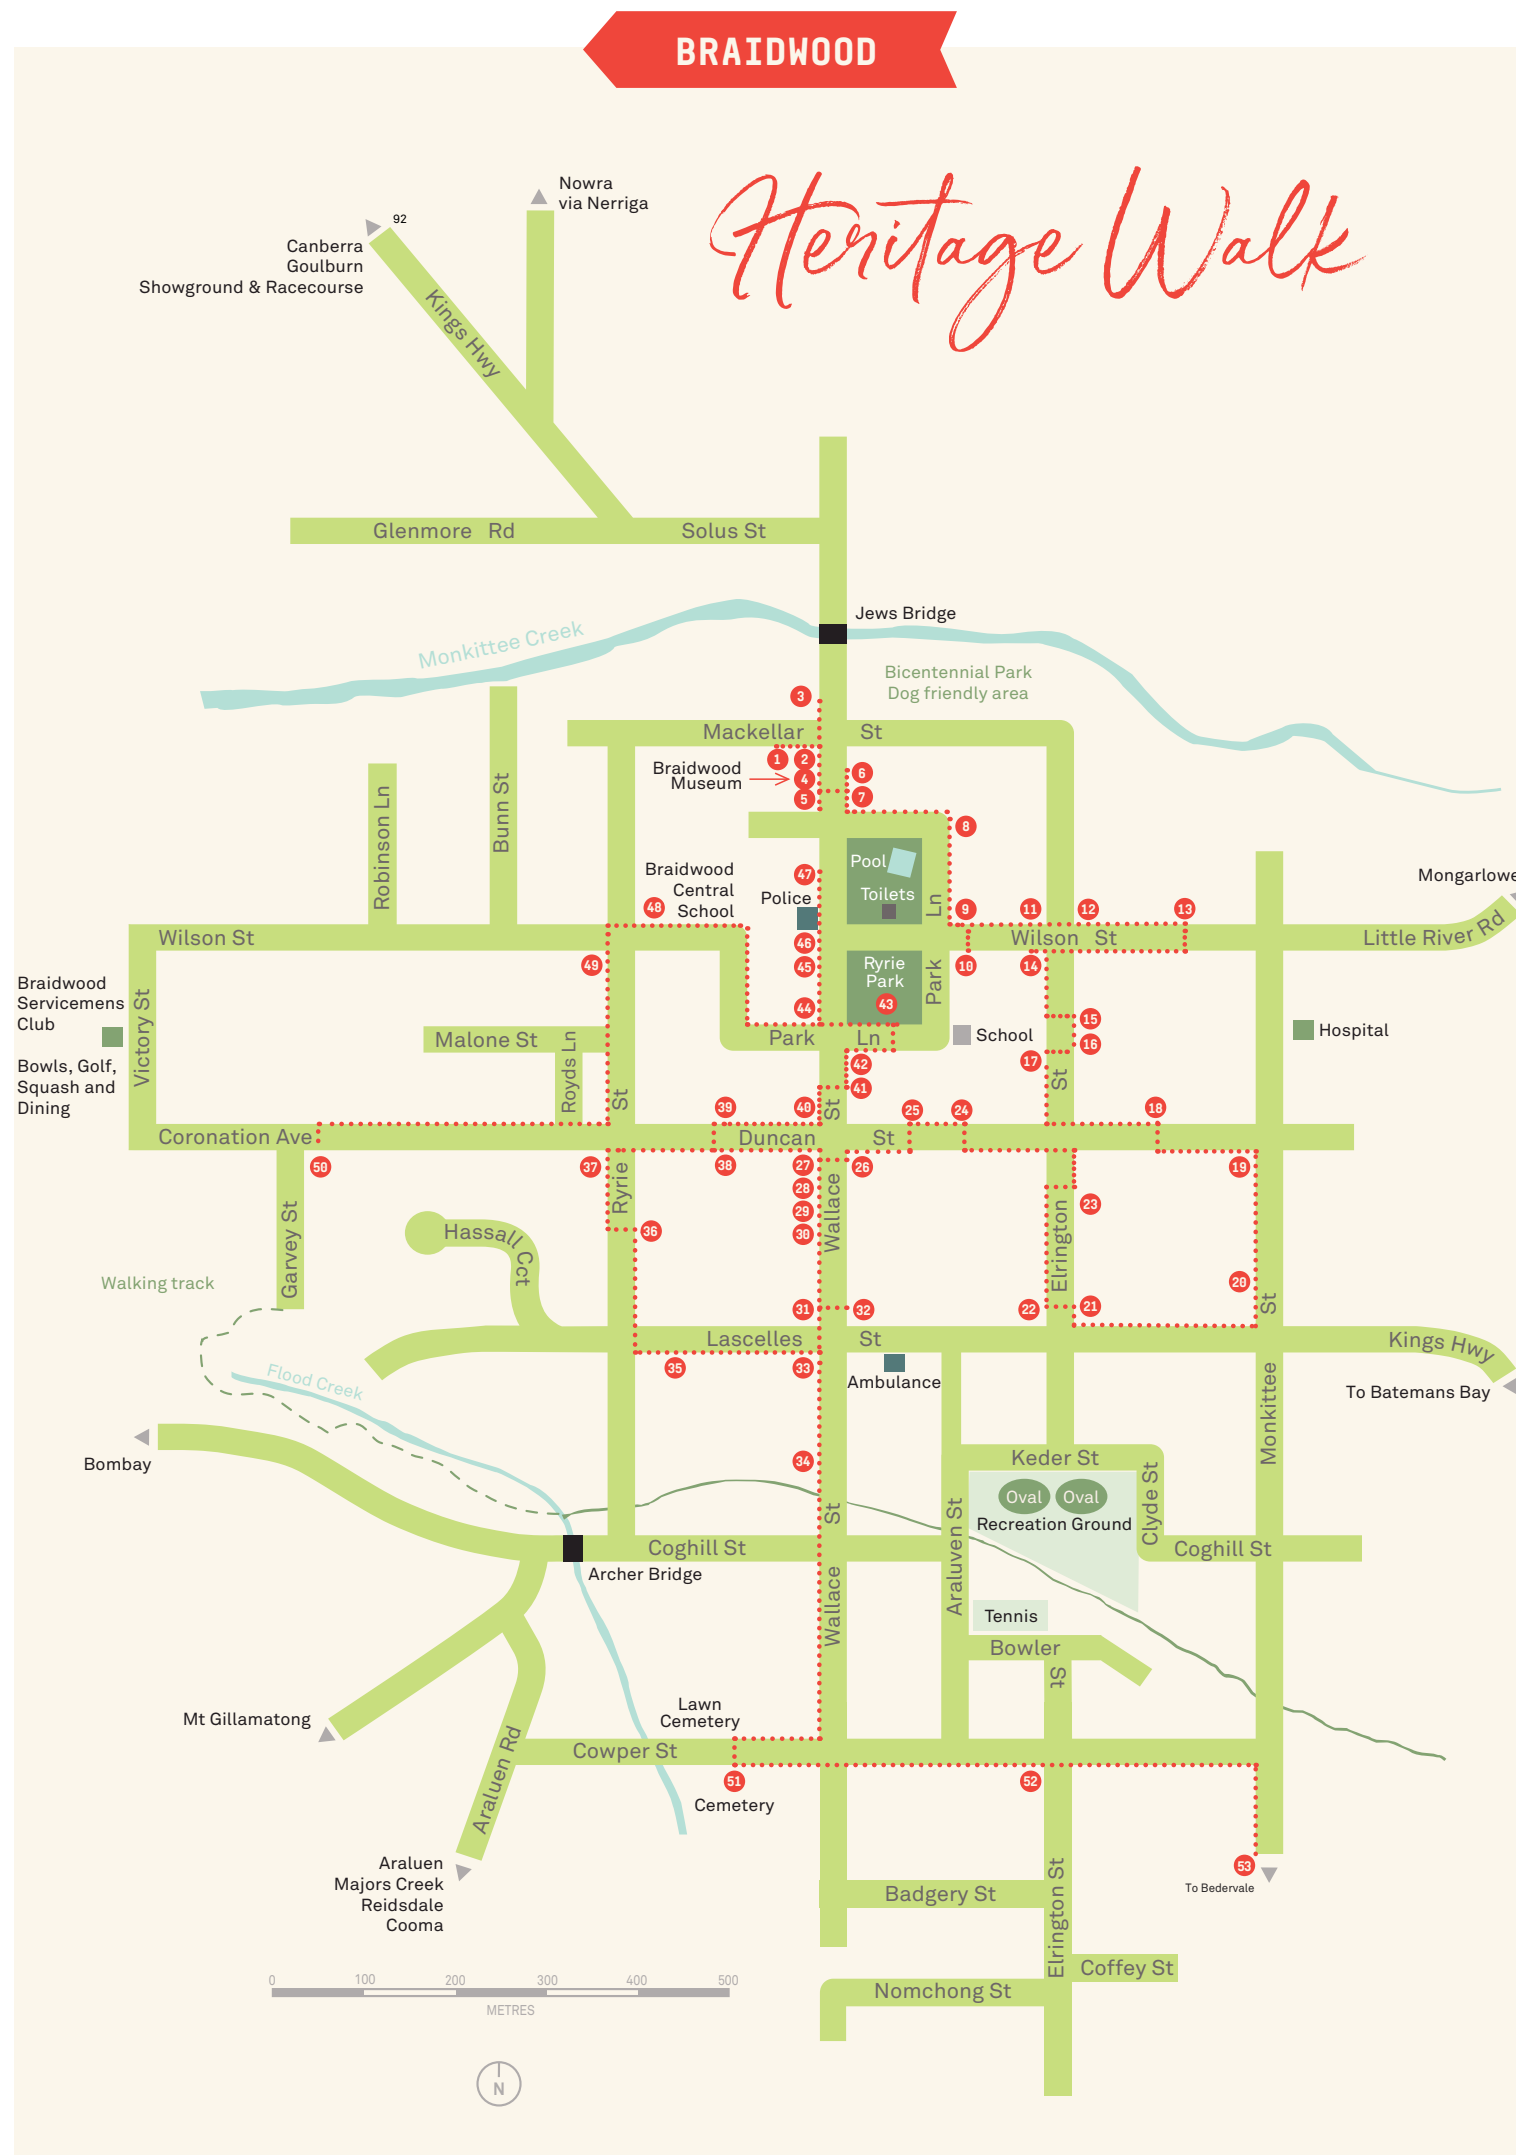 BRAIDWOOD
Heritage Walk
Nowra
via Nerriga
92
Canberra
Goulburn
Showground & Racecourse
Kings Hwy
Glenmore Rd
Solus St
Jews Bridge
Monkittee Creek
Bicentennial Park
Dog friendly area
3
Mackellar St
1
2
Braidwood
Museum
4
5
6
7
8
Robinson Ln
Bunn St
Braidwood
Central
School
48
47
Police
Pool
Toilets
Ln
9
11
12
13
Mongarlowe
Wilson St
Wilson St
Little River Rd
49
46
45
44
Ryrie
Park
43
Park
10
14
Braidwood
Servicemens
Club
Bowls, Golf,
Squash and
Dining
Victory St
Malone St
Royds Ln
St
Park Ln
School
15
16
17
St
Hospital
42
41
39
40
St
25
24
18
Coronation Ave
Duncan St
50
37
38
27
28
29
30
26
19
Ryrie
Wallace
36
23
Elrington
Garvey St
Hassall Cct
Walking track
20
St
31
32
22
21
Lascelles St
Kings Hwy
35
33
Ambulance
To Batemans Bay
Flood Creek
Monkittee
Bombay
34
Keder St
Oval
Oval
Recreation Ground
Clyde St
St
Araluven St
Coghill St
Coghill St
Archer Bridge
Wallace
Tennis
Bowler
St
Mt Gillamatong
Lawn
Cemetery
Cowper St
Araluen Rd
51
52
Cemetery
53
To Bedervale
Araluen
Majors Creek
Reidsdale
Cooma
Badgery St
Elrington St
Coffey St
Nomchong St
0 100 200 300 400 500
METRES
N